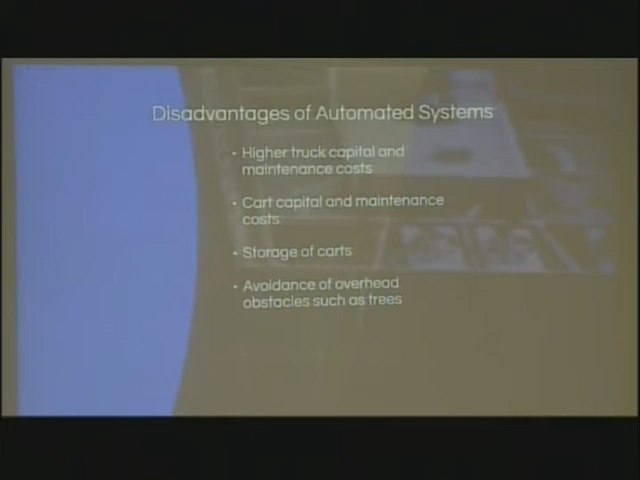 Disadvantages of Automated Systems
• Higher truck capital and
maintenance costs
• Cart capital and maintenance
costs
• Storage of carts
• Avoidance of overhead
obstacles such as trees